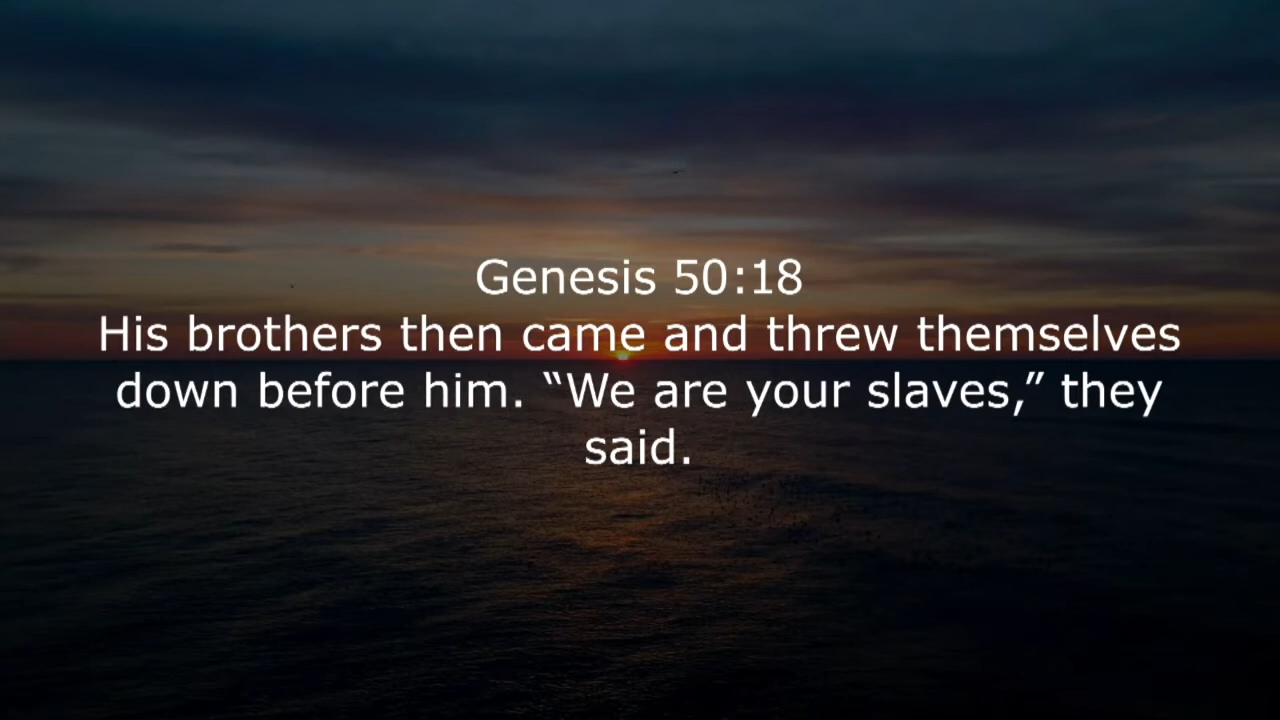 Genesis 50:18
His brothers then came and threw themselves
down before him. “We are your slaves,” they
said.